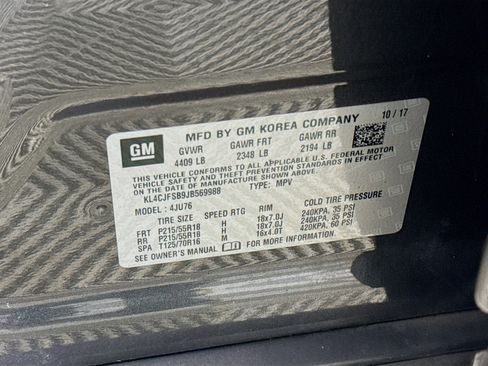 GM
MFD BY GM KOREA COMPANY
10 / 17
GVWR GAWR FRT GAWR RR
4409 LB 2348 LB 2194 LB
THIS VEHICLE CONFORMS TO ALL APPLICABLE U.S. FEDERAL MOTOR
VEHICLE SAFETY AND THEFT PREVENTION STANDARDS IN
EFFECT ON THE DATE OF MANUFACTURE SHOWN ABOVE.
KL4CJFSB9JB569988 TYPE: MPV
MODEL : 4JU76
TIRE SIZE SPEED RTG RIM COLD TIRE PRESSURE
FRT P215/55R18 H 18x7.0J 240KPA, 35 PSI
RR P215/55R18 H 18x7.0J 240KPA, 35 PSI
SPA T125/70R16 M 16x4.0T 420KPA, 60 PSI
SEE OWNER'S MANUAL FOR MORE INFORMATION.